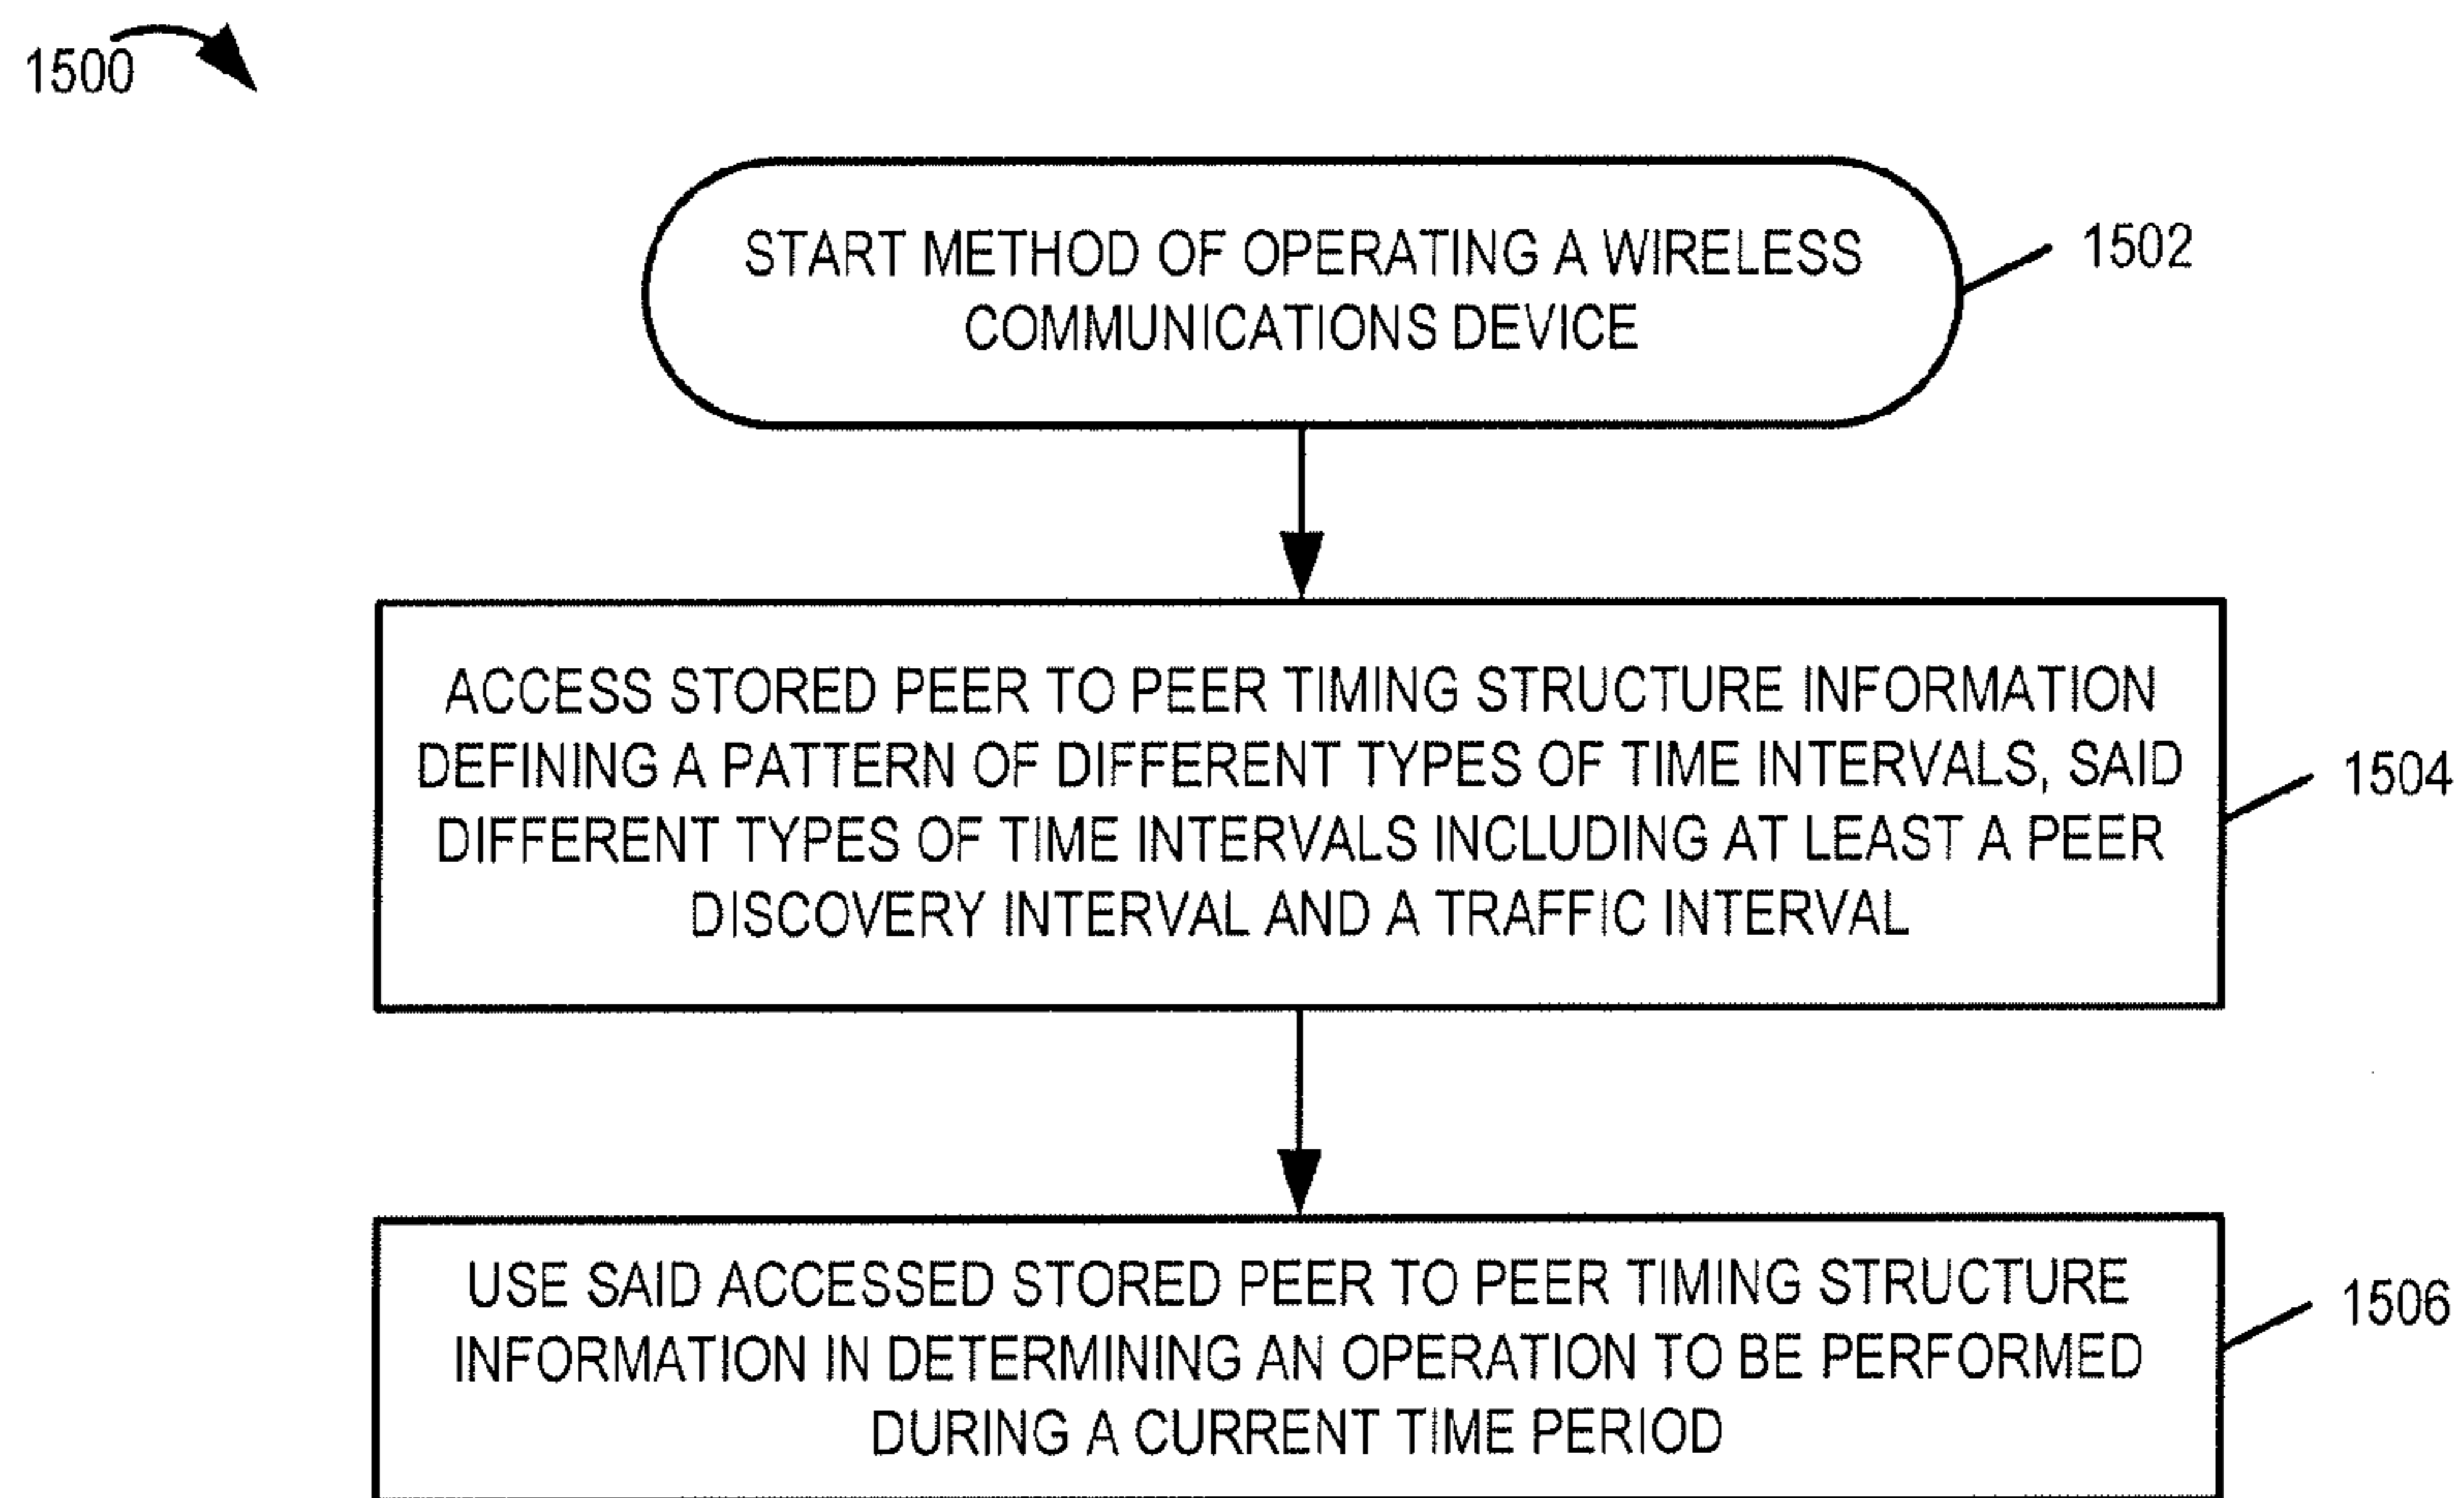 1500
START METHOD OF OPERATING A WIRELESS
COMMUNICATIONS DEVICE
1502
ACCESS STORED PEER TO PEER TIMING STRUCTURE INFORMATION
DEFINING A PATTERN OF DIFFERENT TYPES OF TIME INTERVALS, SAID
DIFFERENT TYPES OF TIME INTERVALS INCLUDING AT LEAST A PEER
DISCOVERY INTERVAL AND A TRAFFIC INTERVAL
1504
USE SAID ACCESSED STORED PEER TO PEER TIMING STRUCTURE
INFORMATION IN DETERMINING AN OPERATION TO BE PERFORMED
DURING A CURRENT TIME PERIOD
1506